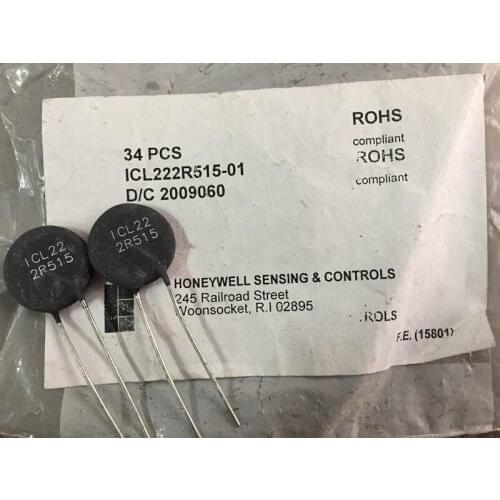 34 PCS
ICL222R515-01
D/C 2009060
ROHS
compliant
ROHS
compliant
ICL22
2R515
ICL22
2R515
HONEYWELL SENSING & CONTROLS
245 Railroad Street
Woonsocket, R.I 02895
ROLS
(15801)